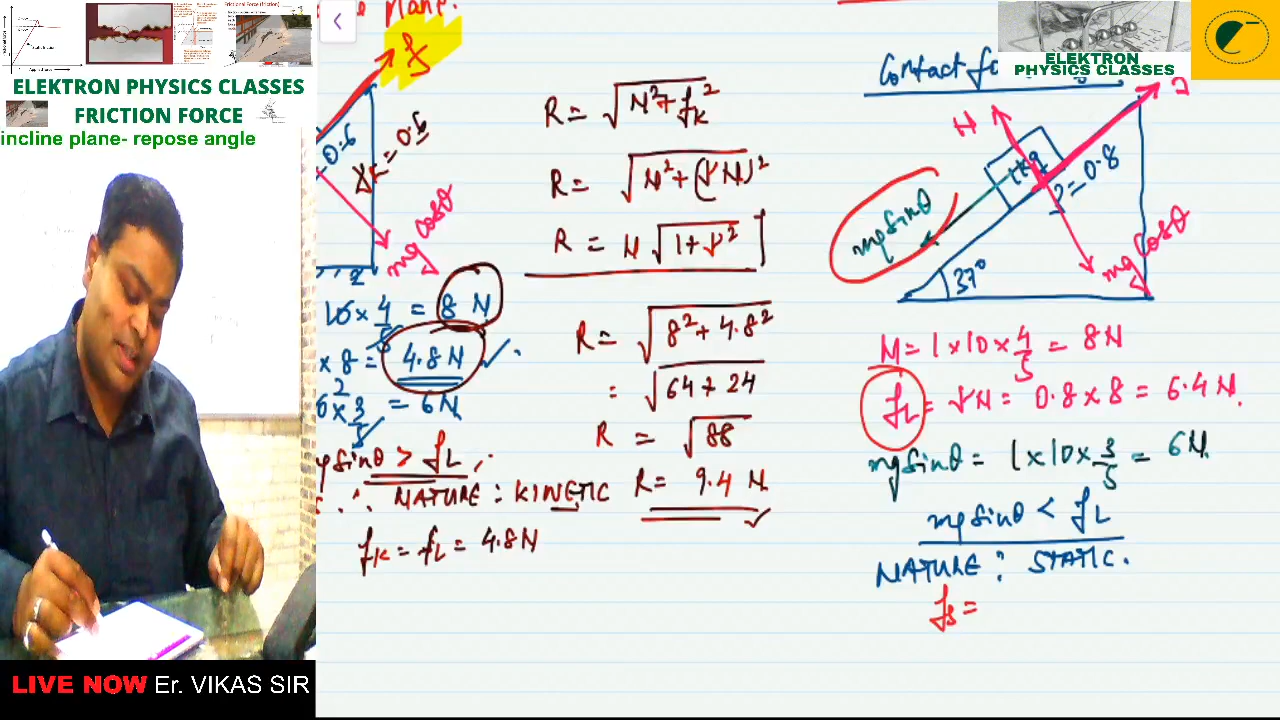 ELEKTRON PHYSICS CLASSES
FRICTION FORCE
incline plane- repose angle
LIVE NOW Er. VIKAS SIR
plane.
fs
0.6
μk = 0.6
mg cosθ
10 × 4/5 = 8 N
× 8 = 4.8 N ✓
× 3/5 = 6 N
mg sinθ > fL
∴ NATURE : KINETIC
fk = fL = 4.8 N
R = √N² + fk²
R = √N² + (μN)²
R = N √1 + μ²
R = √8² + 4.8²
= √64 + 24
R = √88
R = 9.4 N ✓
ELEKTRON
PHYSICS CLASSES
Contact
N
1kg
mg sinθ
μ = 0.8
mg cosθ
37°
N = 1 × 10 × 4/5 = 8 N
fL = μN = 0.8 × 8 = 6.4 N.
mg sinθ = 1 × 10 × 3/5 = 6 N
mg sinθ < fL
NATURE : STATIC.
fs =